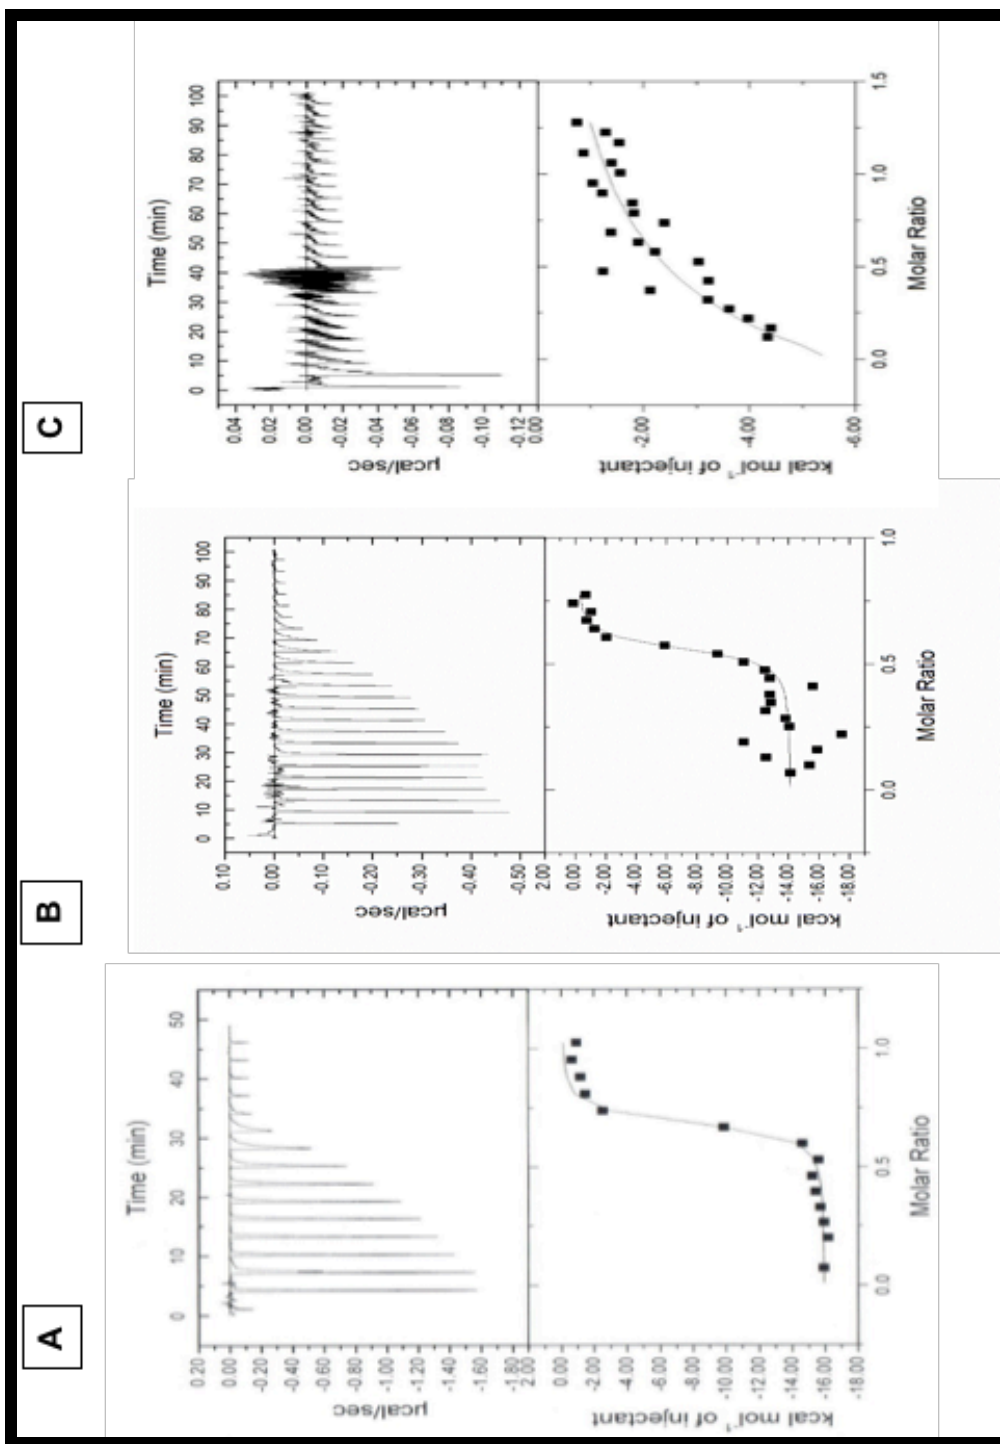 A
Time (min)
0 10 20 30 40 50
0.20
0.00
-0.20
-0.40
-0.60
-0.80
-1.00
-1.20
-1.40
-1.60
-1.80
-2.00
µcal/sec
0.00
-2.00
-4.00
-6.00
-8.00
-10.00
-12.00
-14.00
-16.00
-18.00
kcal mol⁻¹ of injectant
0.0 0.5 1.0
Molar Ratio
B
Time (min)
0 10 20 30 40 50 60 70 80 90 100
0.10
0.00
-0.20
-0.30
-0.40
-0.50
µcal/sec
2.00
0.00
-2.00
-4.00
-6.00
-8.00
-10.00
-12.00
-14.00
-16.00
-18.00
kcal mol⁻¹ of injectant
0.0 0.5 1.0
Molar Ratio
C
Time (min)
0 10 20 30 40 50 60 70 80 90 100
0.04
0.02
0.00
-0.02
-0.04
-0.06
-0.08
-0.10
-0.12
µcal/sec
0.00
-2.00
-4.00
-6.00
kcal mol⁻¹ of injectant
0.0 0.5 1.0 1.5
Molar Ratio